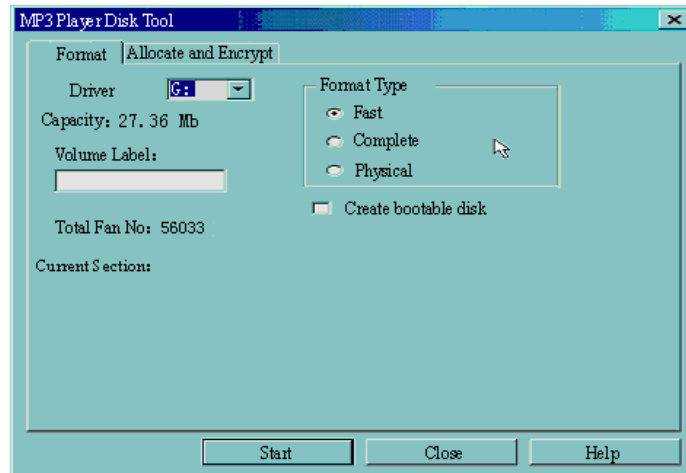 MP3 Player Disk Tool
Format
Allocate and Encrypt
Driver
G:
Capacity: 27.36 Mb
Volume Label:
Total Fan No: 56033
Current Section:
Format Type
Fast
Complete
Physical
Create bootable disk
Start
Close
Help